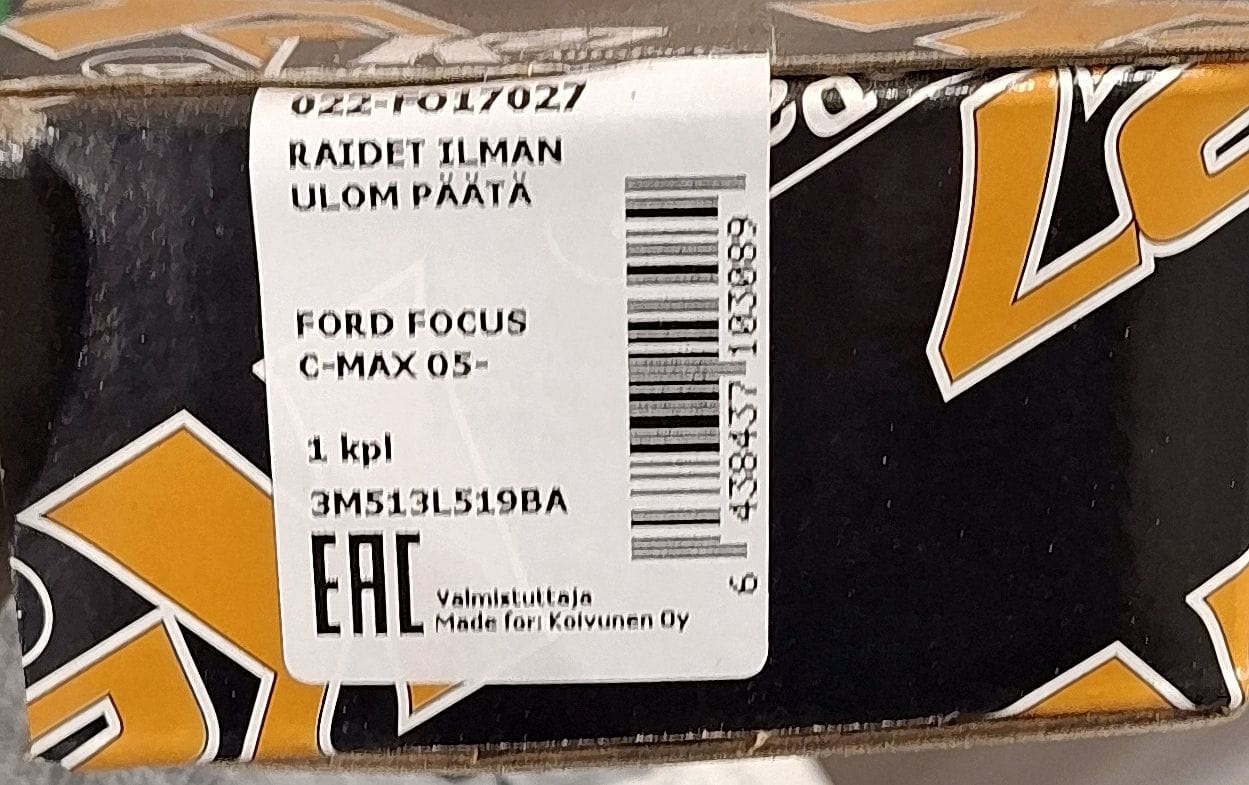 022-FO17027
RAIDET ILMAN
ULOM PÄÄTÄ
FORD FOCUS
C-MAX 05-
1 kpl
3M513L519BA
EAC
Valmistuttaja
Made for: Koivunen Oy
6 438437 103889